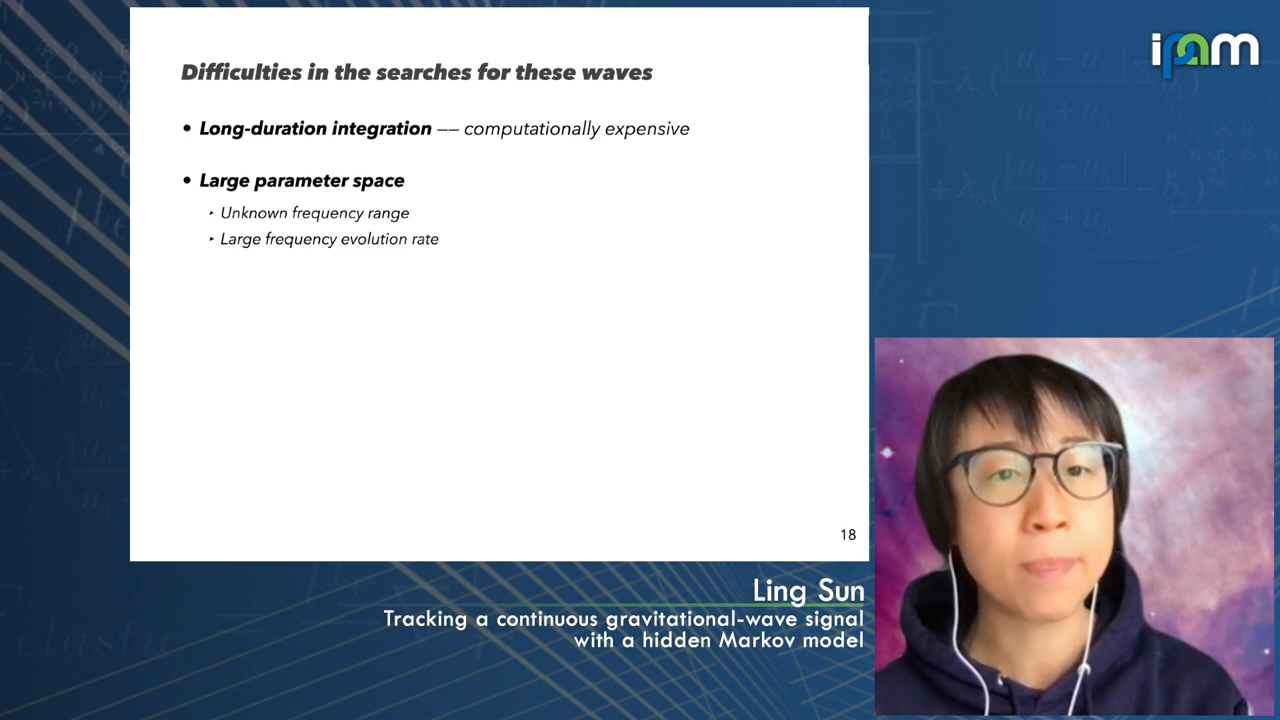 ipam
Difficulties in the searches for these waves
• Long-duration integration –– computationally expensive
• Large parameter space
‣ Unknown frequency range
‣ Large frequency evolution rate
18
Ling Sun
Tracking a continuous gravitational-wave signal
with a hidden Markov model